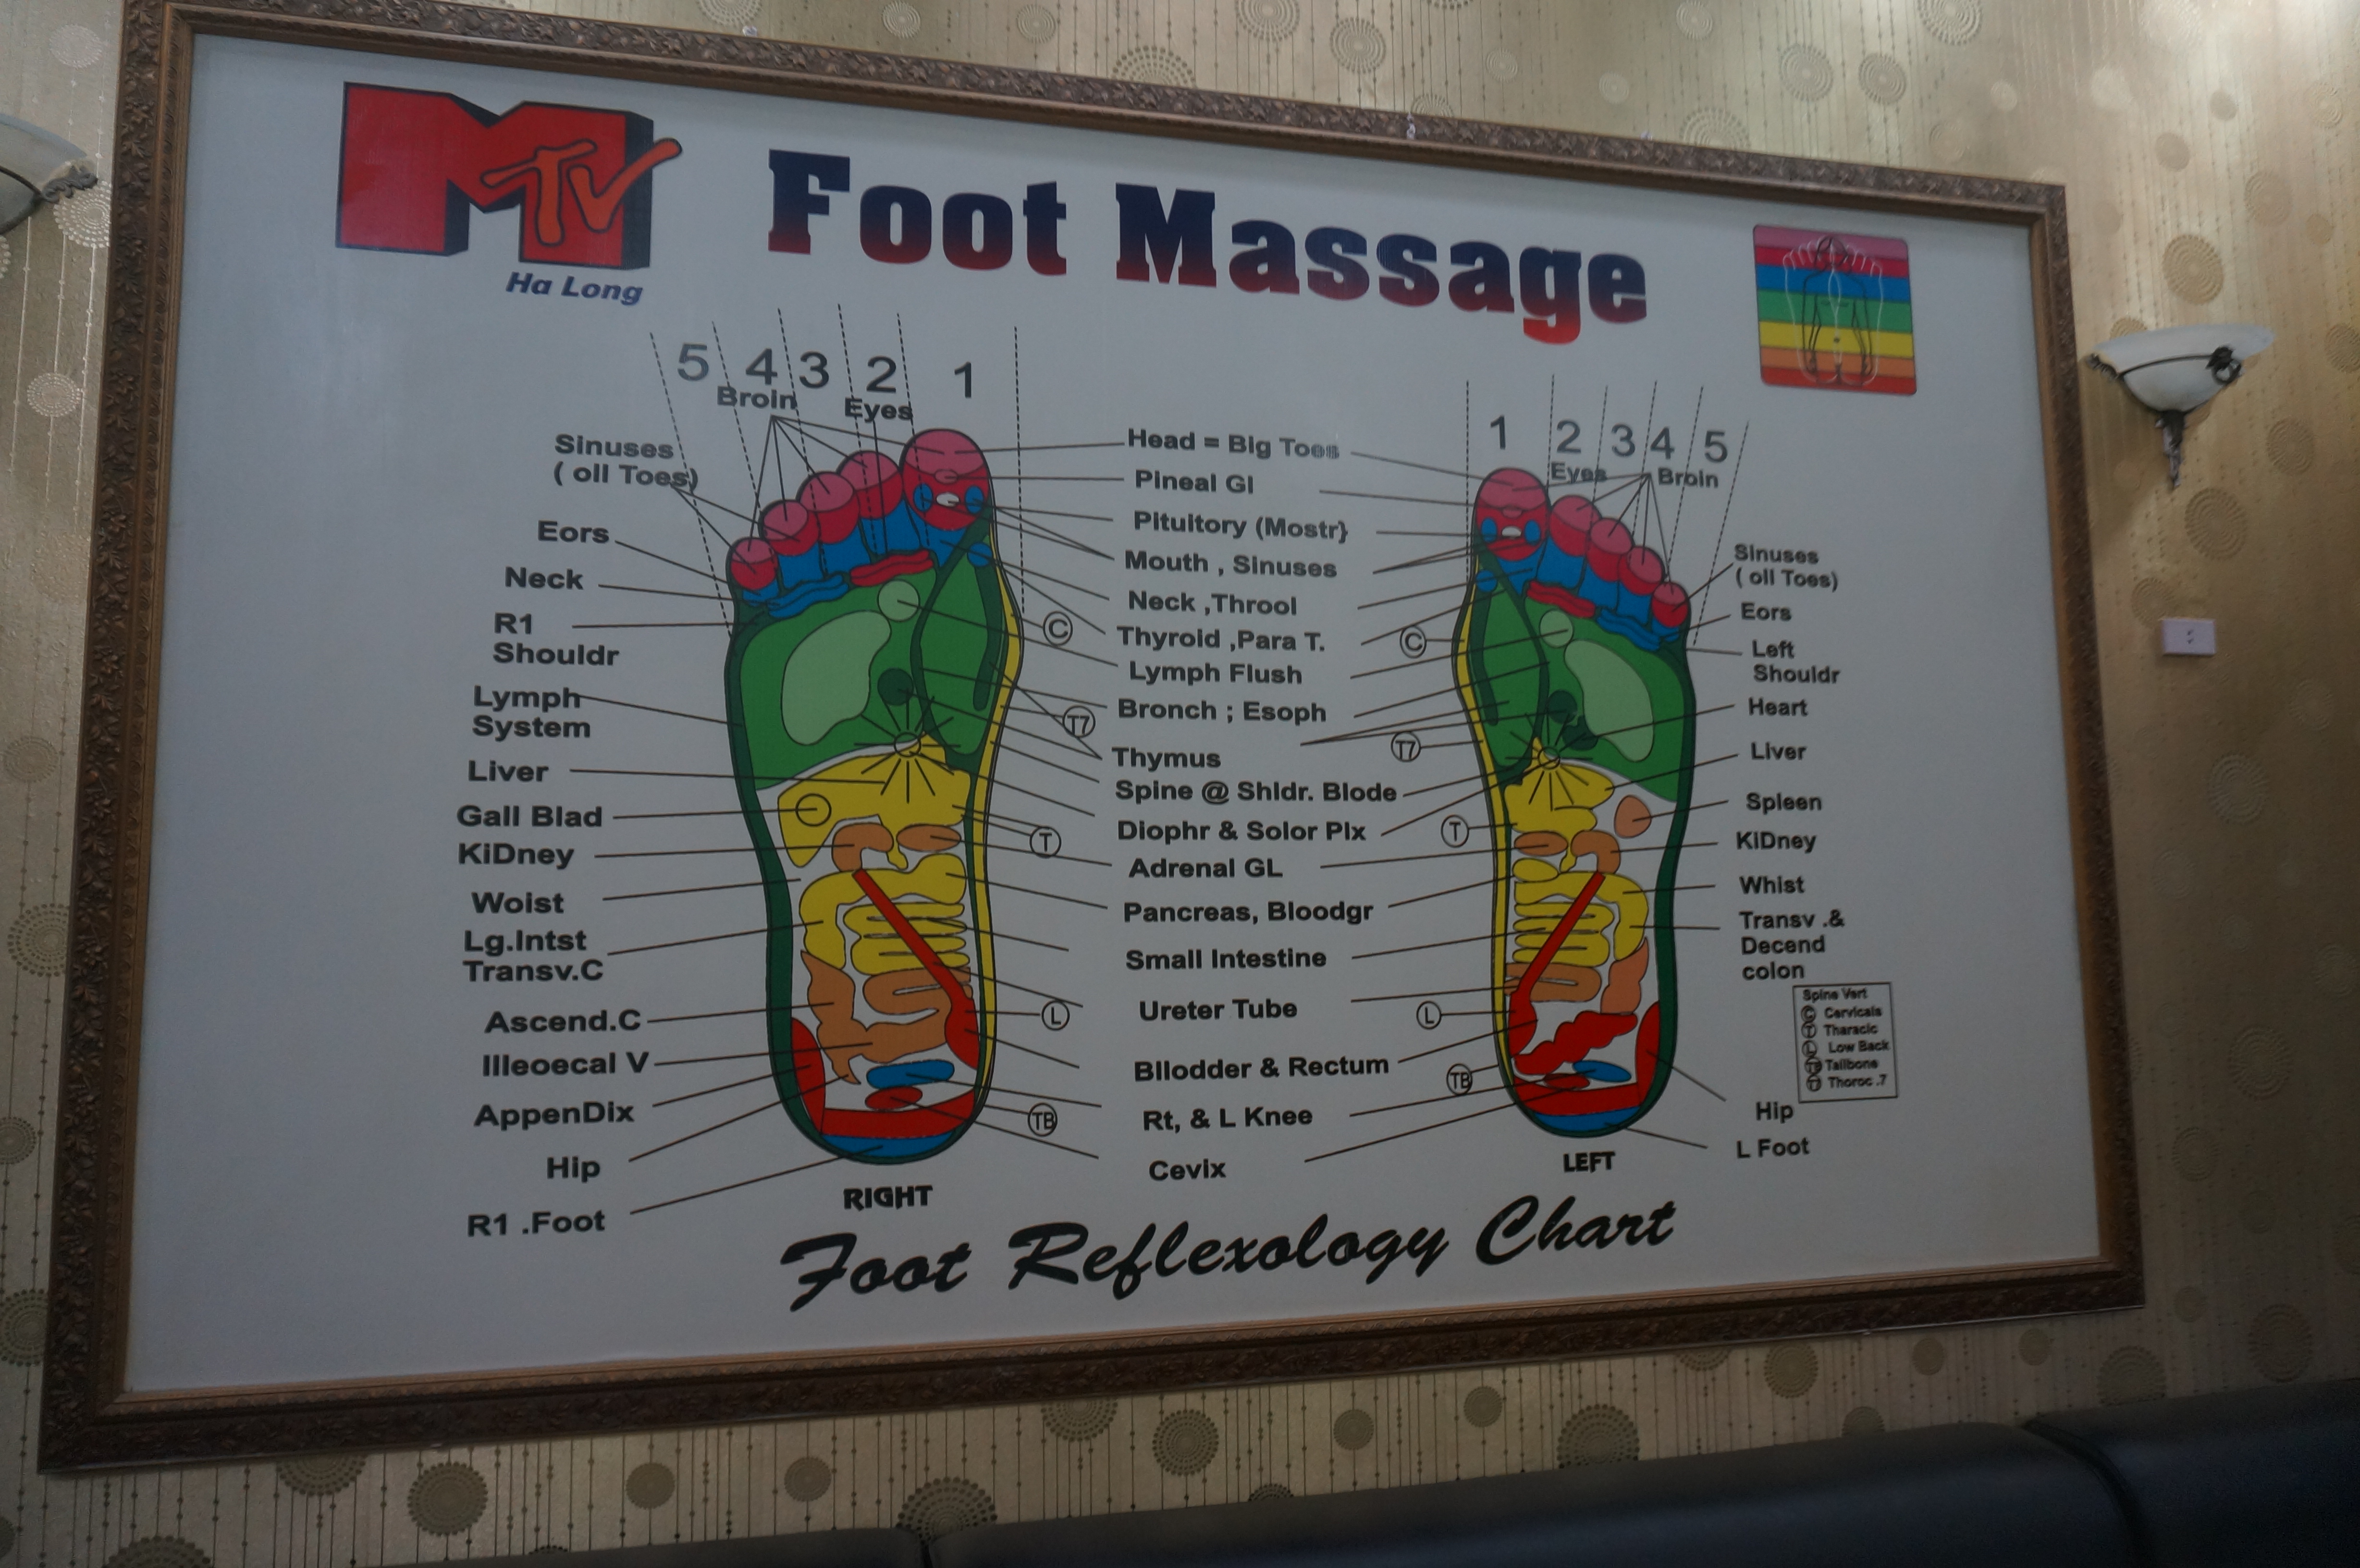 MTV
Ha Long
Foot Massage
5 4 3 2 1
Broin
Eyes
Sinuses
( oll Toes)
Eors
Neck
R1
Shouldr
Lymph
System
Liver
Gall Blad
KiDney
Woist
Lg.Intst
Transv.C
Ascend.C
Illeoecal V
AppenDix
Hip
R1 .Foot
C
T7
T
L
TB
RIGHT
Head = Big Toes
Pineal Gl
Pituitory (Mostr}
Mouth , Sinuses
Neck ,Throol
Thyroid ,Para T.
Lymph Flush
Bronch ; Esoph
Thymus
Spine @ Shldr. Blode
Diophr & Solor Plx
Adrenal GL
Pancreas, Bloodgr
Small Intestine
Ureter Tube
Bllodder & Rectum
Rt, & L Knee
Cevix
1 2 3 4 5
Eyes
Broin
C
T7
T
L
TB
Sinuses
( oll Toes)
Eors
Left
Shouldr
Heart
Liver
Spleen
KiDney
Whist
Transv .&
Decend
colon
Spine Vert
C Cervicals
T Tharacic
L Low Back
TB Tailbone
Thoroc .7
Hip
L Foot
LEFT
Foot Reflexology Chart